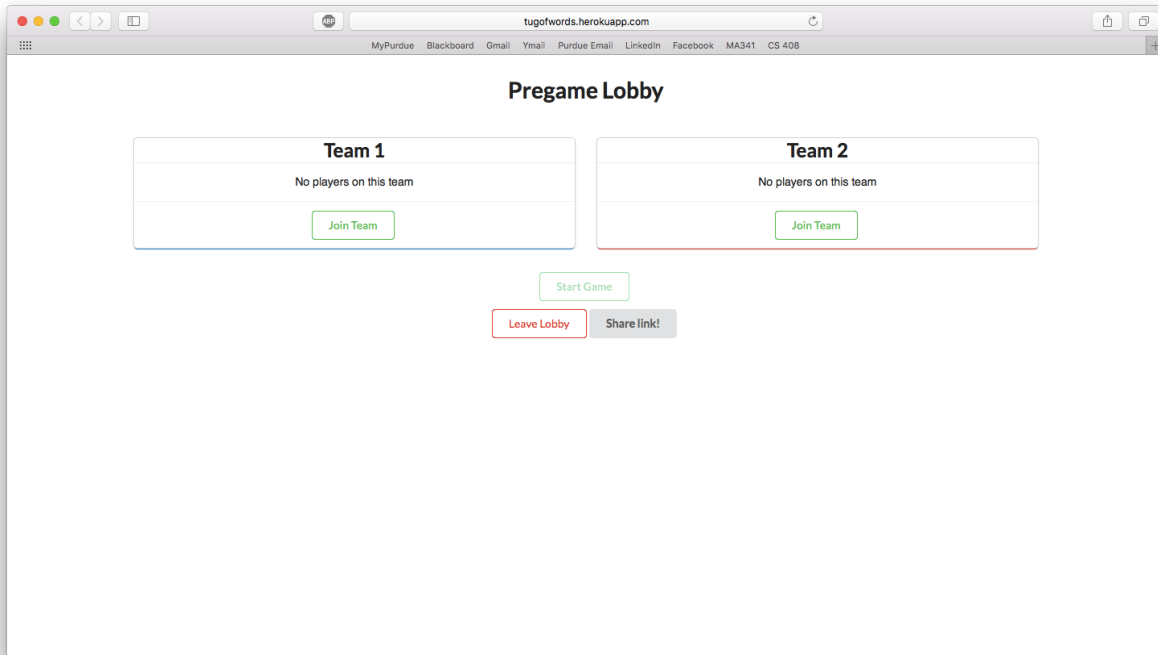 ABP
tugofwords.herokuapp.com
MyPurdue Blackboard Gmail Ymail Purdue Email LinkedIn Facebook MA341 CS 408
Pregame Lobby
Team 1
No players on this team
Join Team
Team 2
No players on this team
Join Team
Start Game
Leave Lobby Share link!